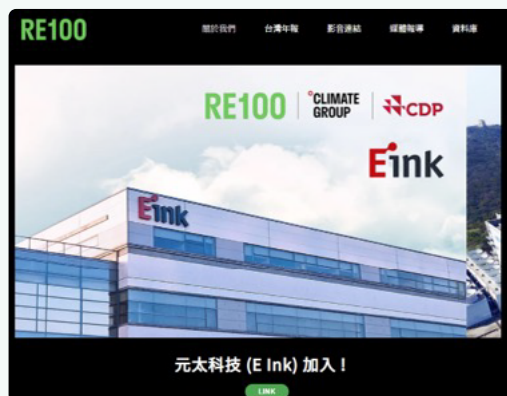 RE100
關於我們 台灣年報 影音連結 媒體報導 資料庫
RE100 °CLIMATE GROUP CDP
E ink
E ink
元太科技 (E Ink) 加入！
LINK